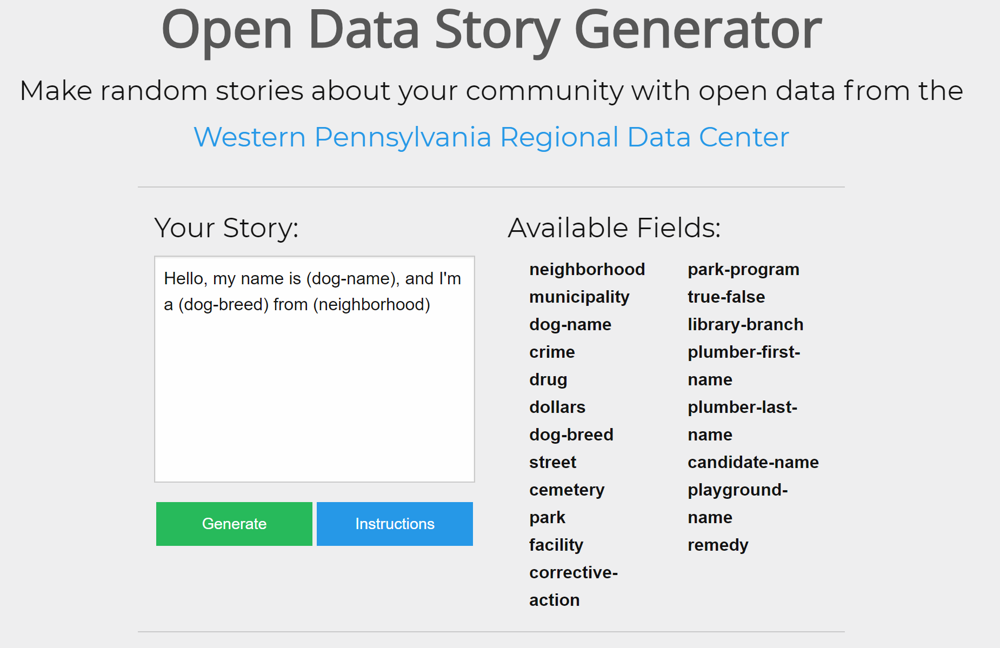 Open Data Story Generator
Make random stories about your community with open data from the
Western Pennsylvania Regional Data Center
Your Story:
Hello, my name is (dog-name), and I'm
a (dog-breed) from (neighborhood)
Generate
Instructions
Available Fields:
neighborhood
municipality
dog-name
crime
drug
dollars
dog-breed
street
cemetery
park
facility
corrective-
action
park-program
true-false
library-branch
plumber-first-
name
plumber-last-
name
candidate-name
playground-
name
remedy